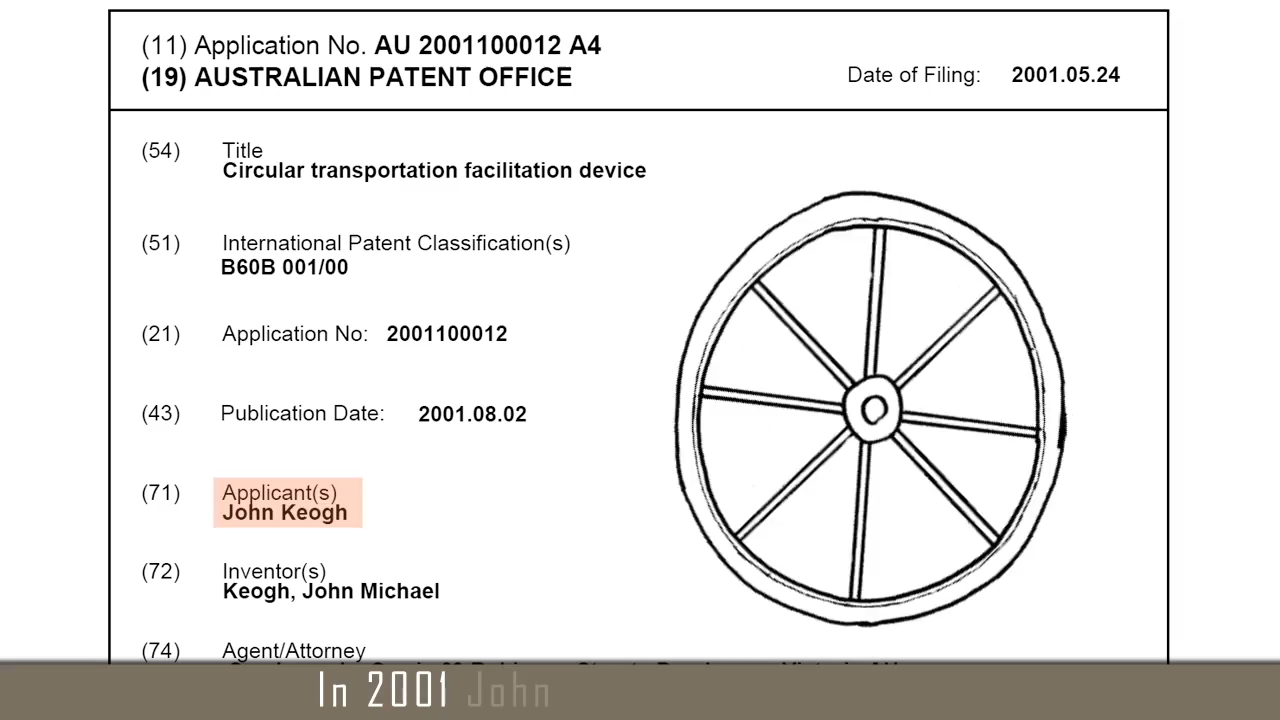 (11) Application No. AU 2001100012 A4
(19) AUSTRALIAN PATENT OFFICE
Date of Filing: 2001.05.24
(54) Title
Circular transportation facilitation device
(51) International Patent Classification(s)
B60B 001/00
(21) Application No: 2001100012
(43) Publication Date: 2001.08.02
(71) Applicant(s)
John Keogh
(72) Inventor(s)
Keogh, John Michael
(74) Agent/Attorney
In 2001 John